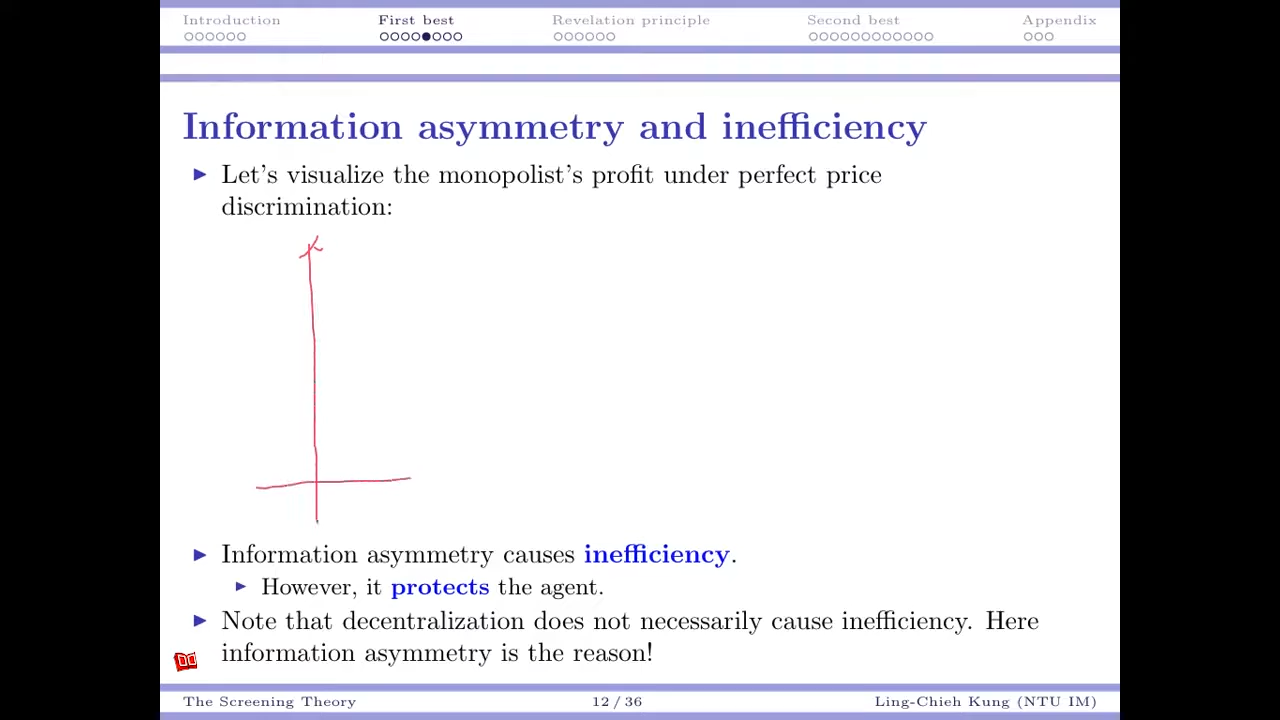 Introduction First best Revelation principle Second best Appendix
Information asymmetry and inefficiency
Let's visualize the monopolist's profit under perfect price
discrimination:
Information asymmetry causes inefficiency.
However, it protects the agent.
Note that decentralization does not necessarily cause inefficiency. Here
information asymmetry is the reason!
The Screening Theory 12 / 36 Ling-Chieh Kung (NTU IM)